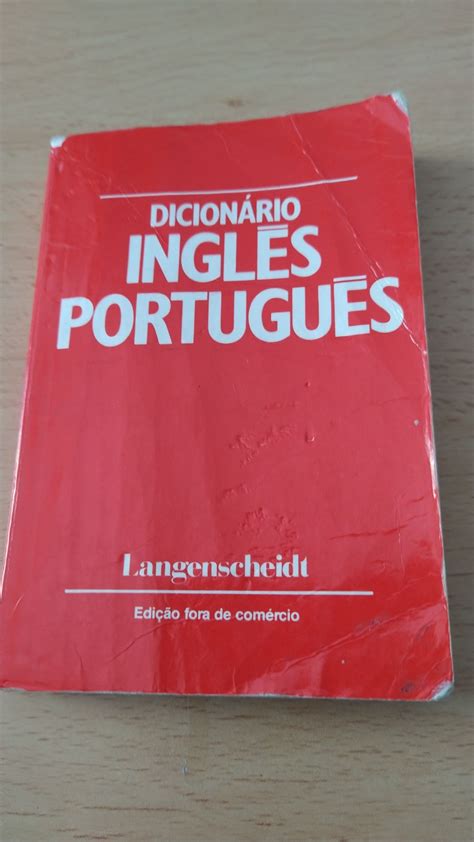 DICIONÁRIO
INGLÊS
PORTUGUÊS
Langenscheidt
Edição fora de comércio